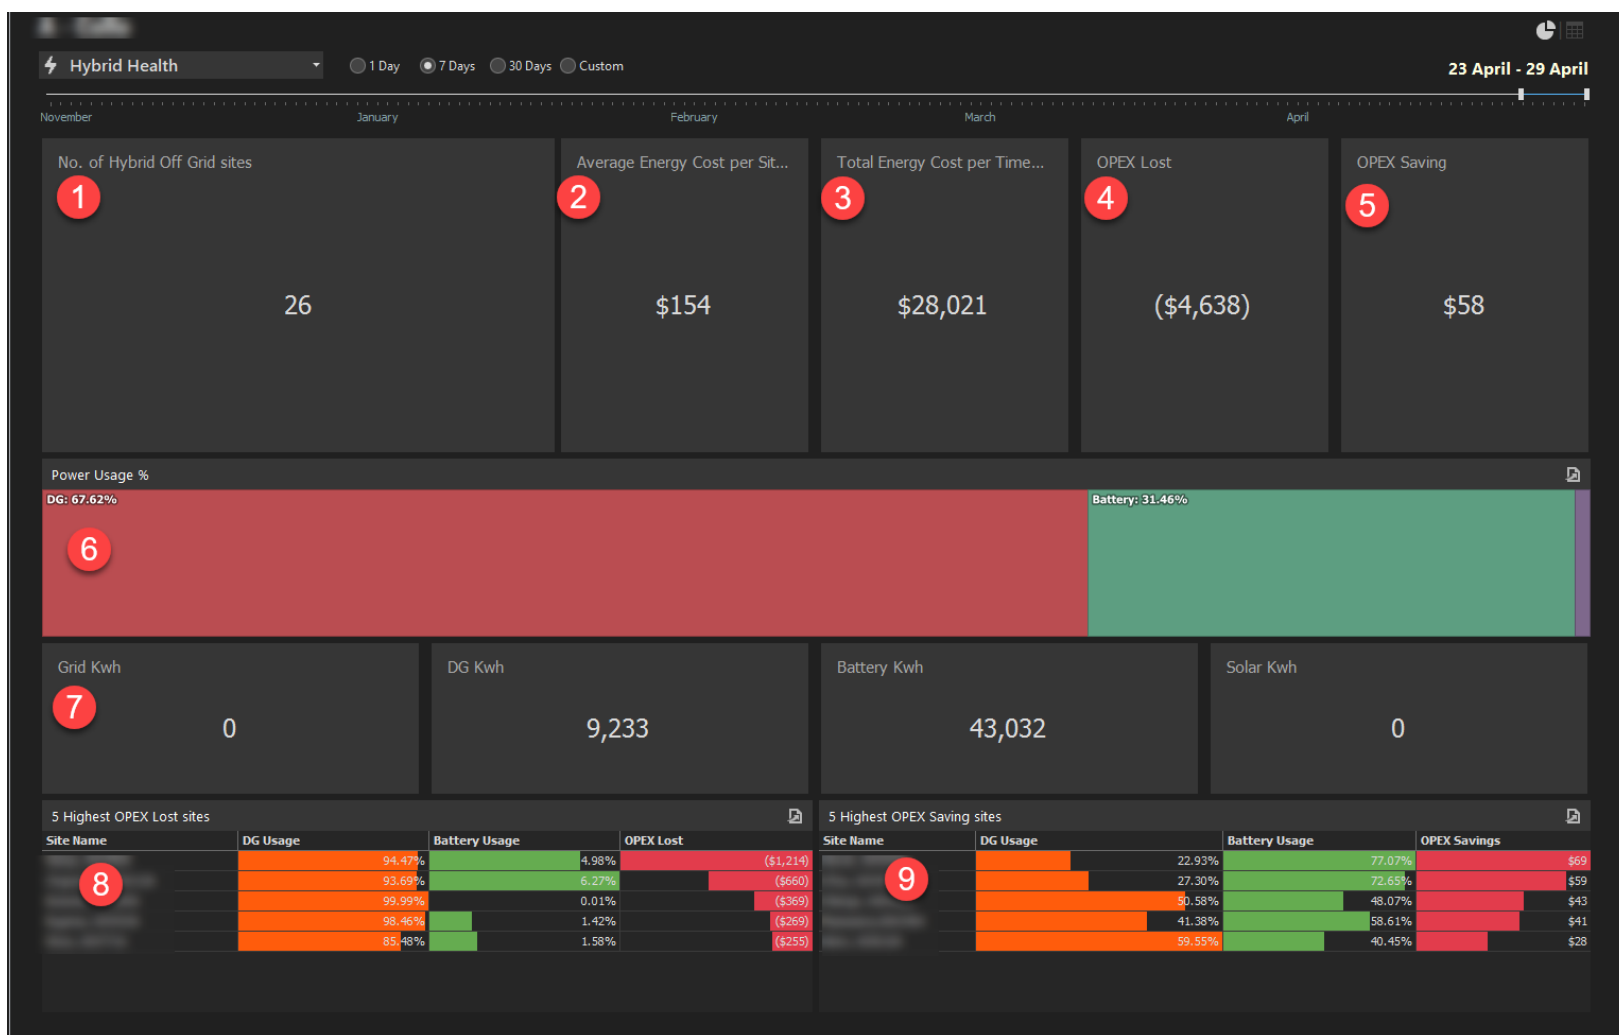 Hybrid Health
1 Day 7 Days 30 Days Custom
23 April - 29 April
November January February March April
No. of Hybrid Off Grid sites
1
26
Average Energy Cost per Sit...
2
$154
Total Energy Cost per Time...
3
$28,021
OPEX Lost
4
($4,638)
OPEX Saving
5
$58
Power Usage %
DG: 67.62%
Battery: 31.46%
6
Grid Kwh
7
0
DG Kwh
9,233
Battery Kwh
43,032
Solar Kwh
0
5 Highest OPEX Lost sites
Site Name DG Usage Battery Usage OPEX Lost
94.47% 4.98% ($1,214)
93.69% 6.27% ($660)
99.99% 0.01% ($369)
98.46% 1.42% ($269)
85.48% 1.58% ($255)
8
5 Highest OPEX Saving sites
Site Name DG Usage Battery Usage OPEX Savings
22.93% 77.07% $69
27.30% 72.65% $59
50.58% 48.07% $43
41.38% 58.61% $41
59.55% 40.45% $28
9